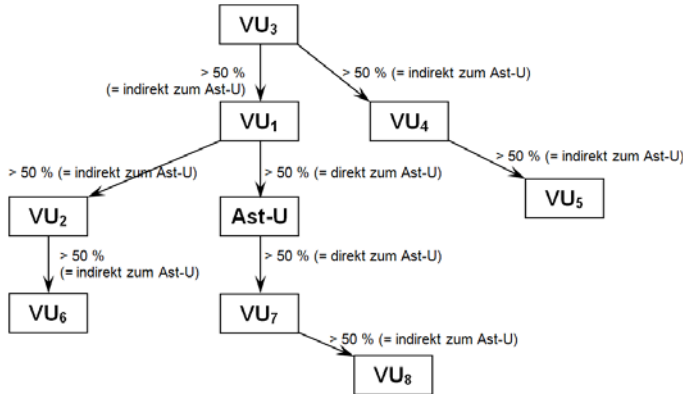 VU₃
> 50 %
(= indirekt zum Ast-U)
> 50 % (= indirekt zum Ast-U)
VU₁
VU₄
> 50 % (= indirekt zum Ast-U)
> 50 % (= direkt zum Ast-U)
> 50 % (= indirekt zum Ast-U)
VU₂
Ast-U
VU₅
> 50 %
(= indirekt zum Ast-U)
> 50 % (= direkt zum Ast-U)
VU₆
VU₇
> 50 % (= indirekt zum Ast-U)
VU₈